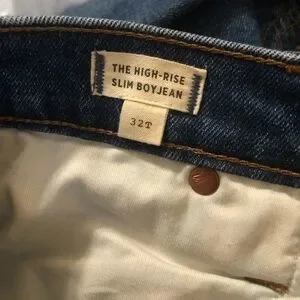 THE HIGH-RISE
SLIM BOYJEAN
32T